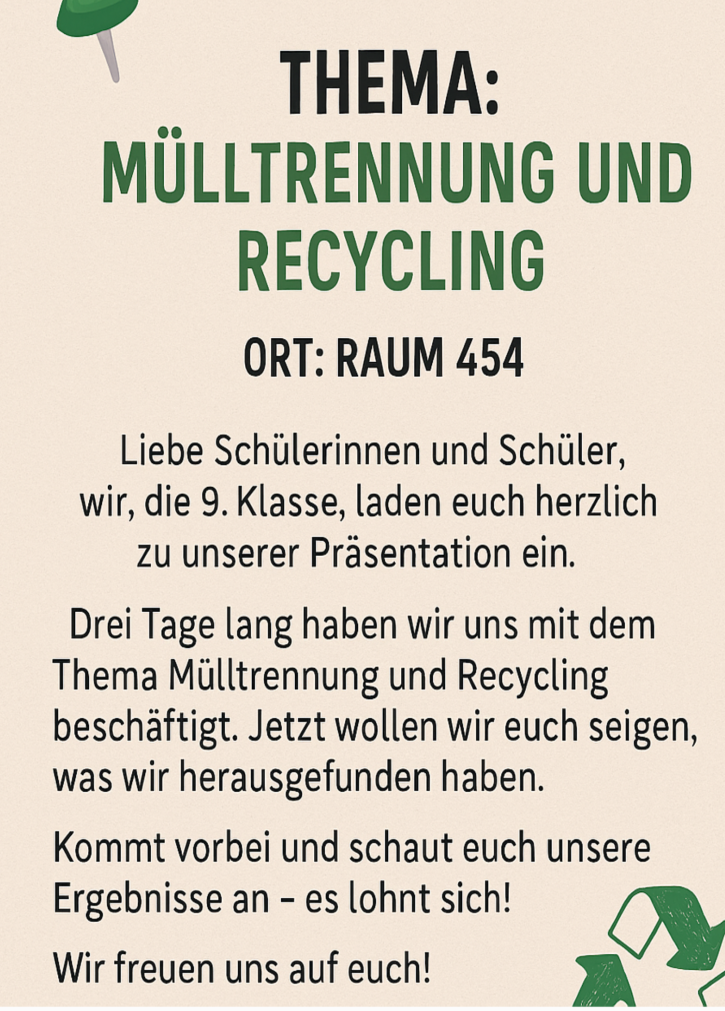 THEMA:
MÜLLTRENNUNG UND
RECYCLING
ORT: RAUM 454
Liebe Schülerinnen und Schüler,
wir, die 9. Klasse, laden euch herzlich
zu unserer Präsentation ein.
Drei Tage lang haben wir uns mit dem
Thema Mülltrennung und Recycling
beschäftigt. Jetzt wollen wir euch seigen,
was wir herausgefunden haben.
Kommt vorbei und schaut euch unsere
Ergebnisse an – es lohnt sich!
Wir freuen uns auf euch!